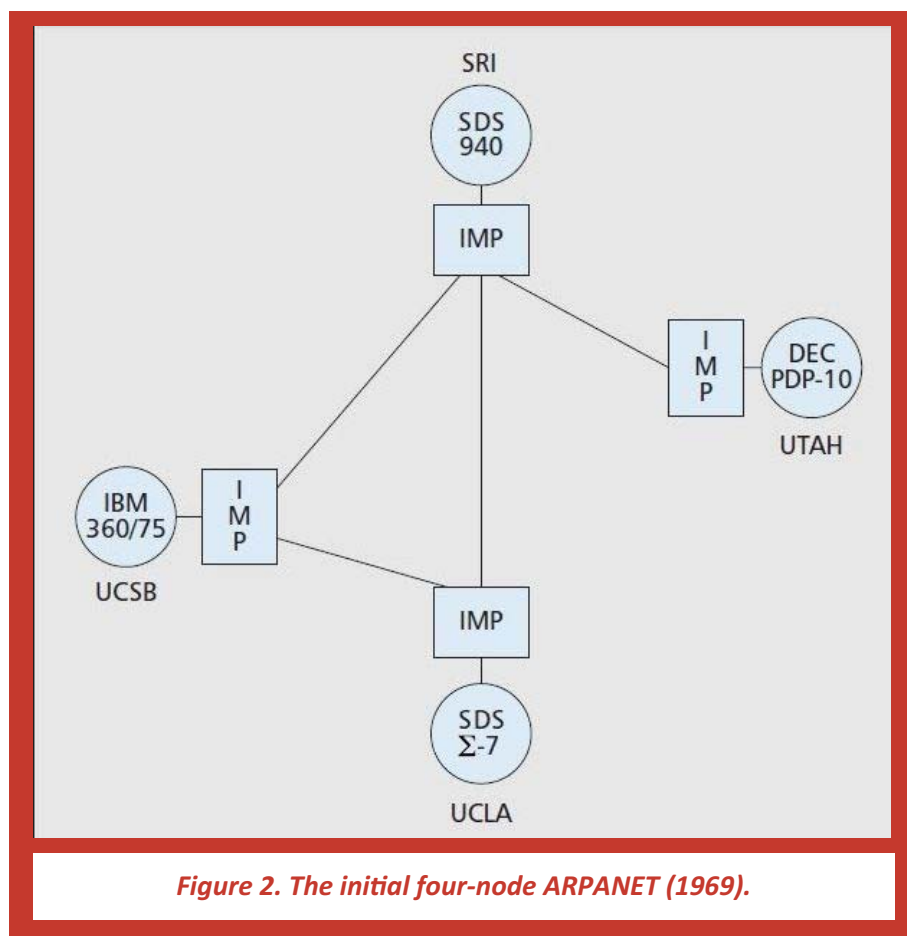 SRI
SDS
940
IMP
I
M
P
DEC
PDP-10
UTAH
IBM
360/75
I
M
P
UCSB
IMP
SDS
Σ-7
UCLA
Figure 2. The initial four-node ARPANET (1969).